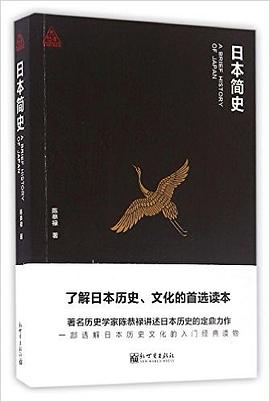 日本简史
A BRIEF HISTORY
OF JAPAN
陈恭禄 著
了解日本历史、文化的首选读本
著名历史学家陈恭禄讲述日本历史的定鼎力作
一部透解日本历史文化的入门经典读物
新世界出版社
日本简史
A BRIEF HISTORY
OF JAPAN
陈恭禄 著